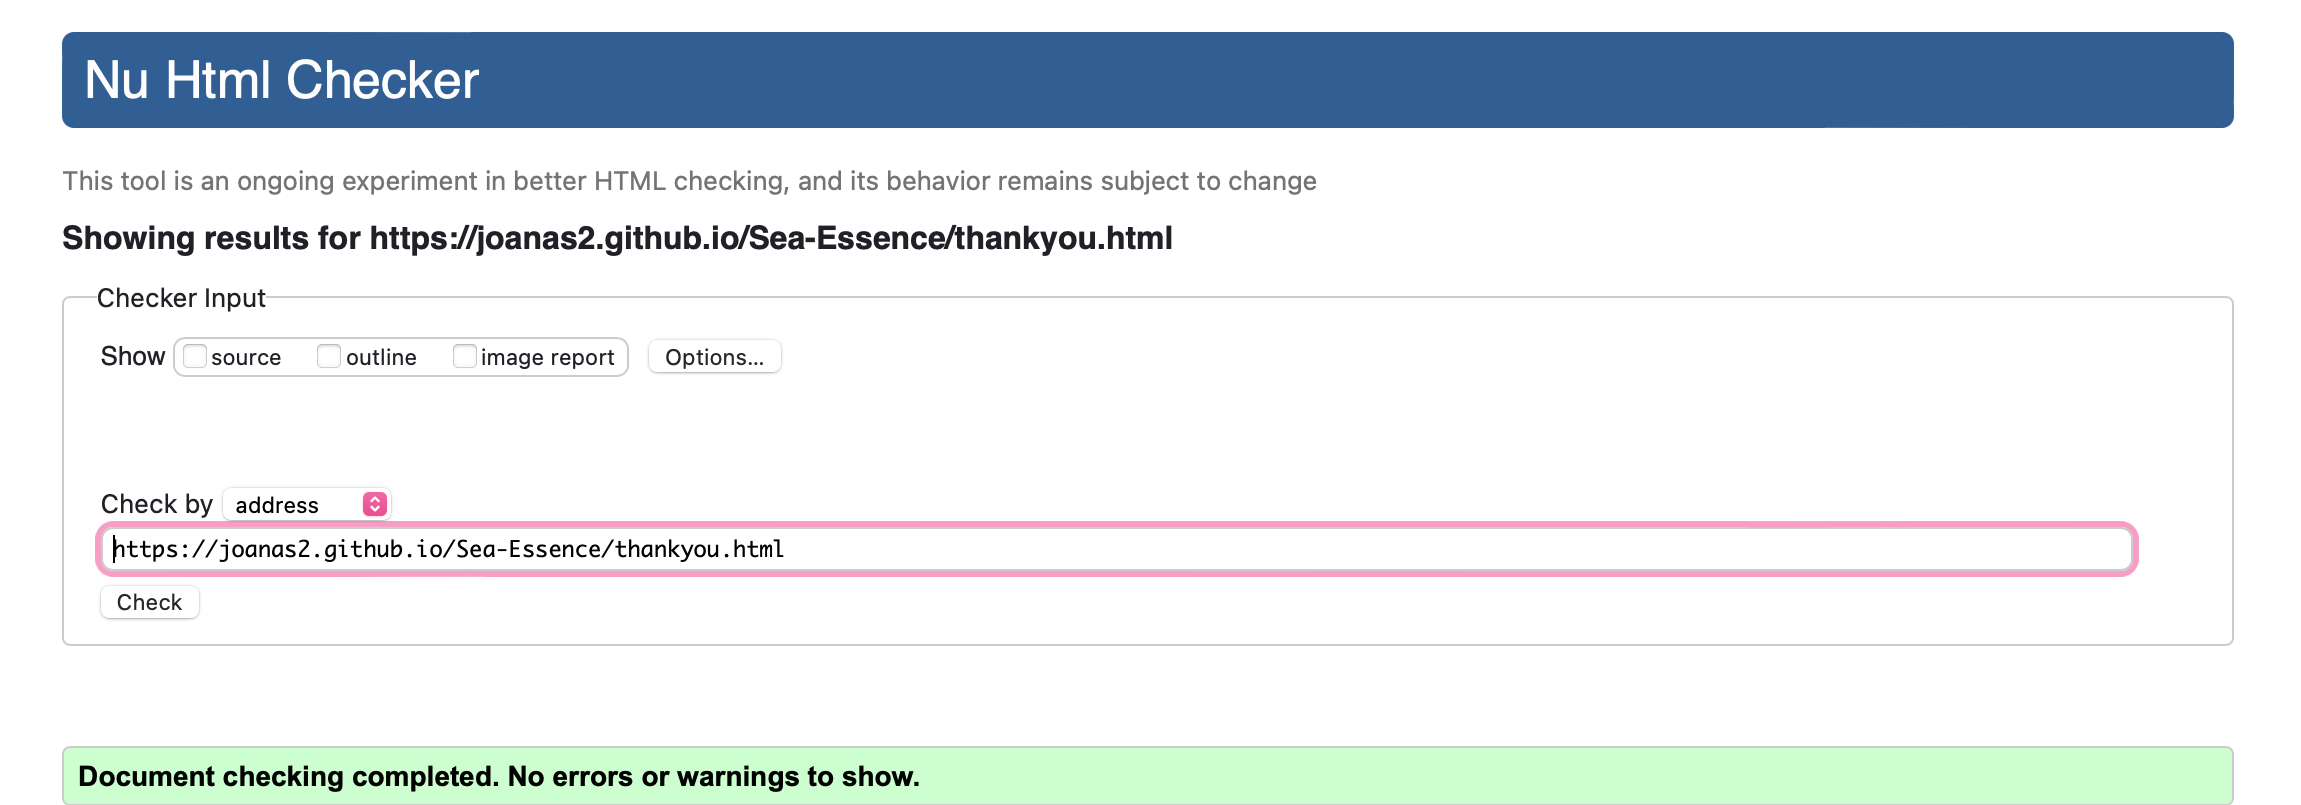 Nu Html Checker
This tool is an ongoing experiment in better HTML checking, and its behavior remains subject to change
Showing results for https://joanas2.github.io/Sea-Essence/thankyou.html
Checker Input
Show source outline image report Options...
Check by address
https://joanas2.github.io/Sea-Essence/thankyou.html
Check
Document checking completed. No errors or warnings to show.